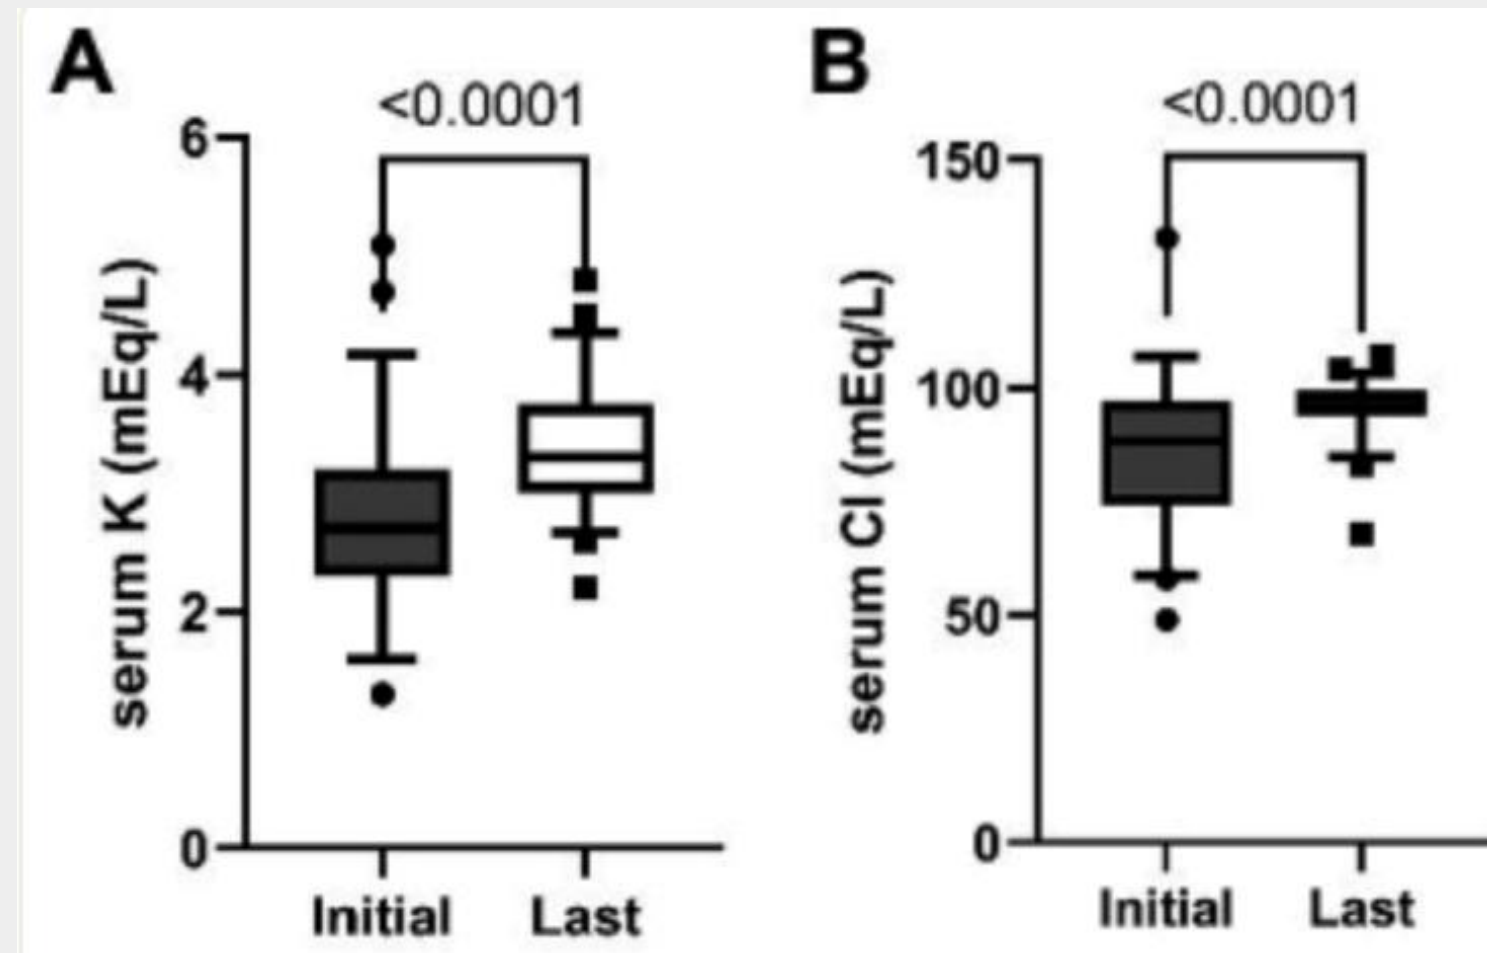 A
<0.0001
6
4
2
0
serum K (mEq/L)
Initial
Last
B
<0.0001
150
100
50
0
serum Cl (mEq/L)
Initial
Last